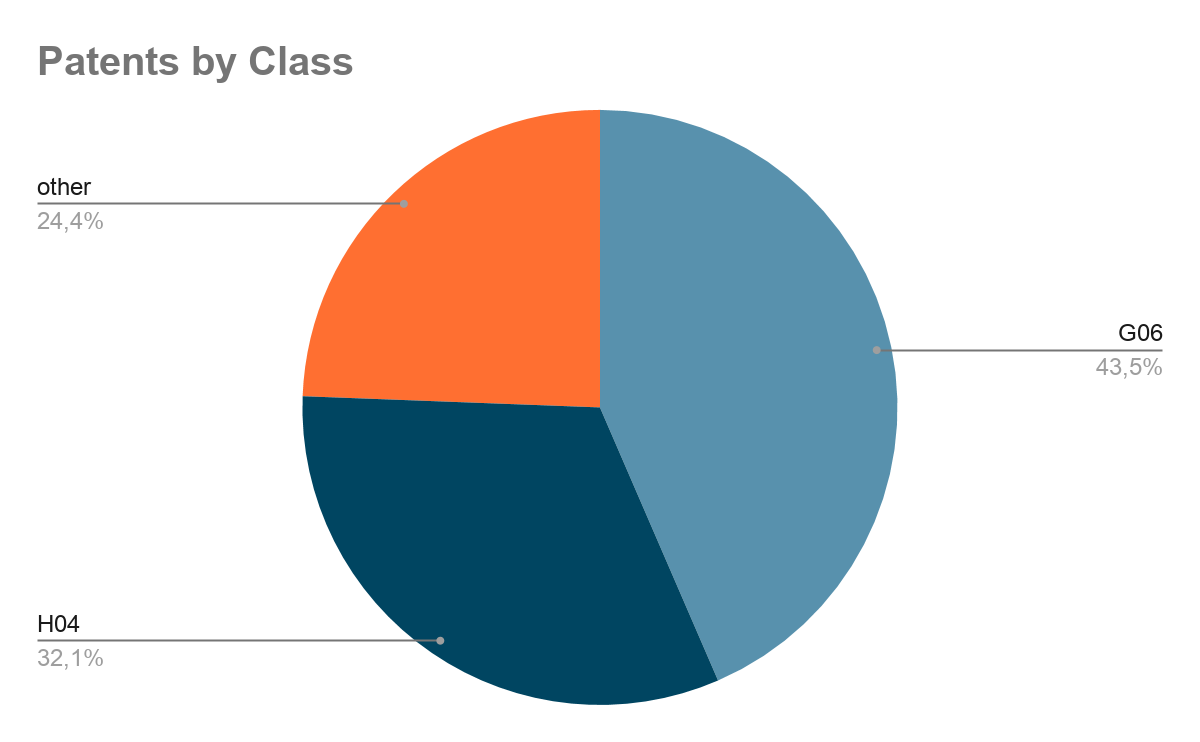 Patents by Class
other
24,4%
G06
43,5%
H04
32,1%